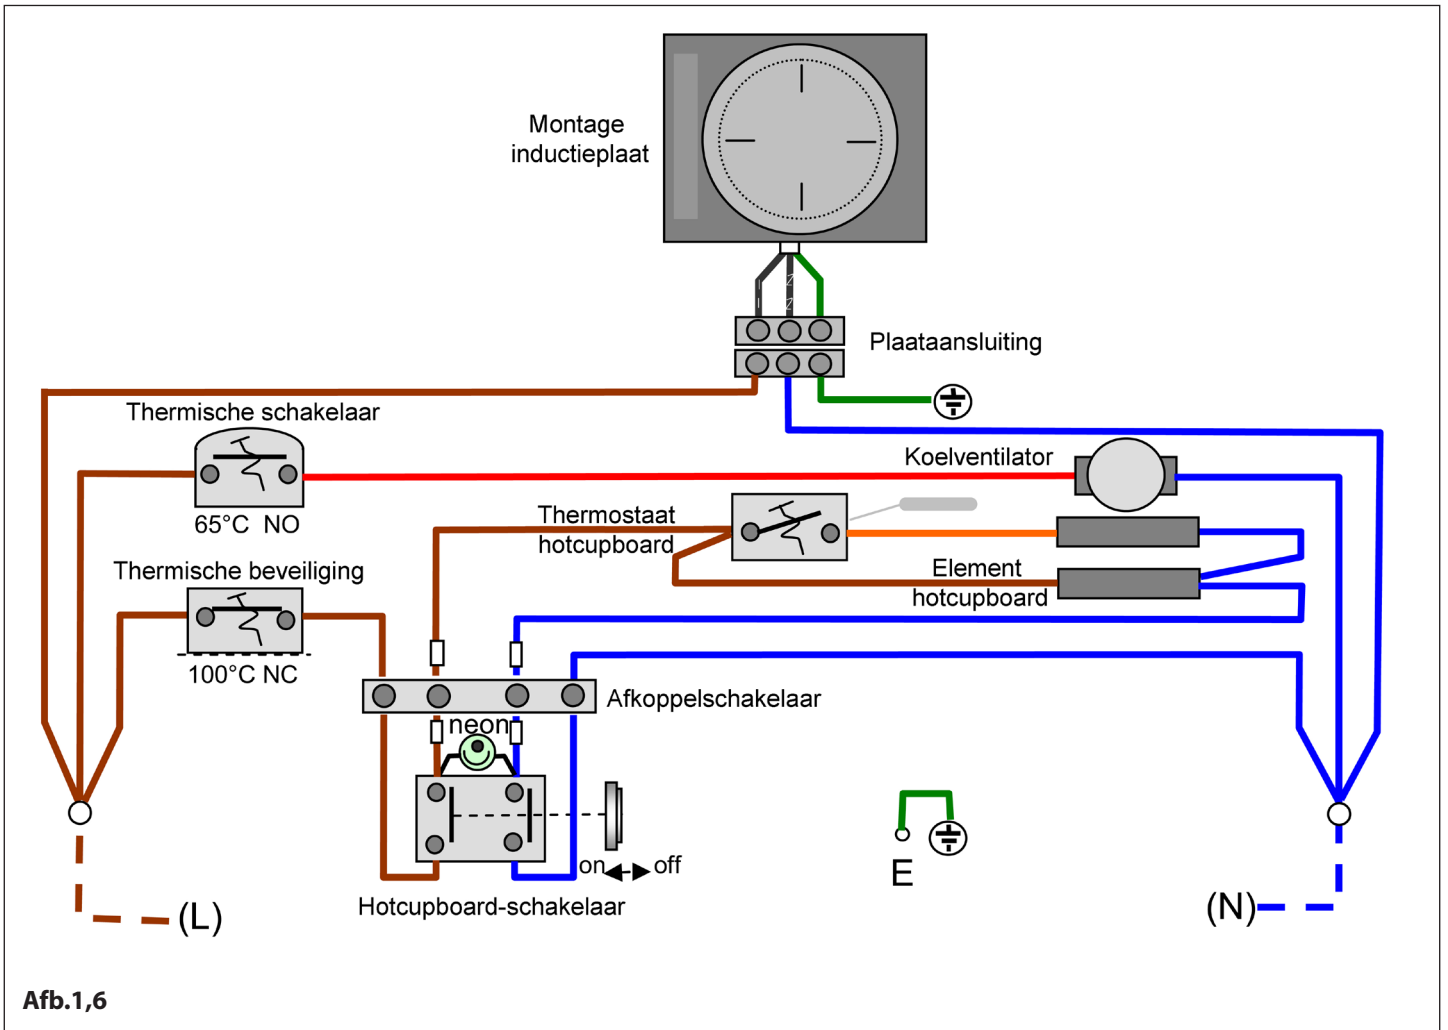 Montage
inductieplaat
Plaataansluiting
Thermische schakelaar
65°C NO
Koelventilator
Thermostaat
hotcupboard
Thermische beveiliging
100°C NC
Element
hotcupboard
Afkoppelschakelaar
neon
on
off
E
Hotcupboard-schakelaar
(L)
(N)
Afb.1,6